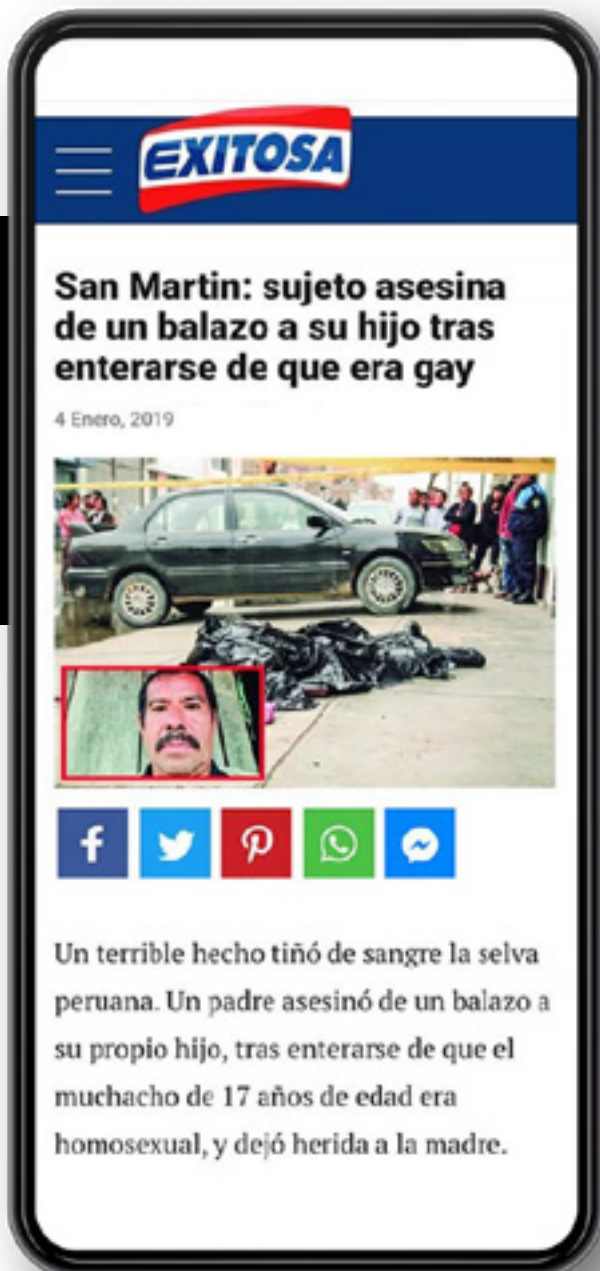 EXITOSA
San Martin: sujeto asesina
de un balazo a su hijo tras
enterarse de que era gay
4 Enero, 2019
Un terrible hecho tiñó de sangre la selva
peruana. Un padre asesinó de un balazo a
su propio hijo, tras enterarse de que el
muchacho de 17 años de edad era
homosexual, y dejó herida a la madre.